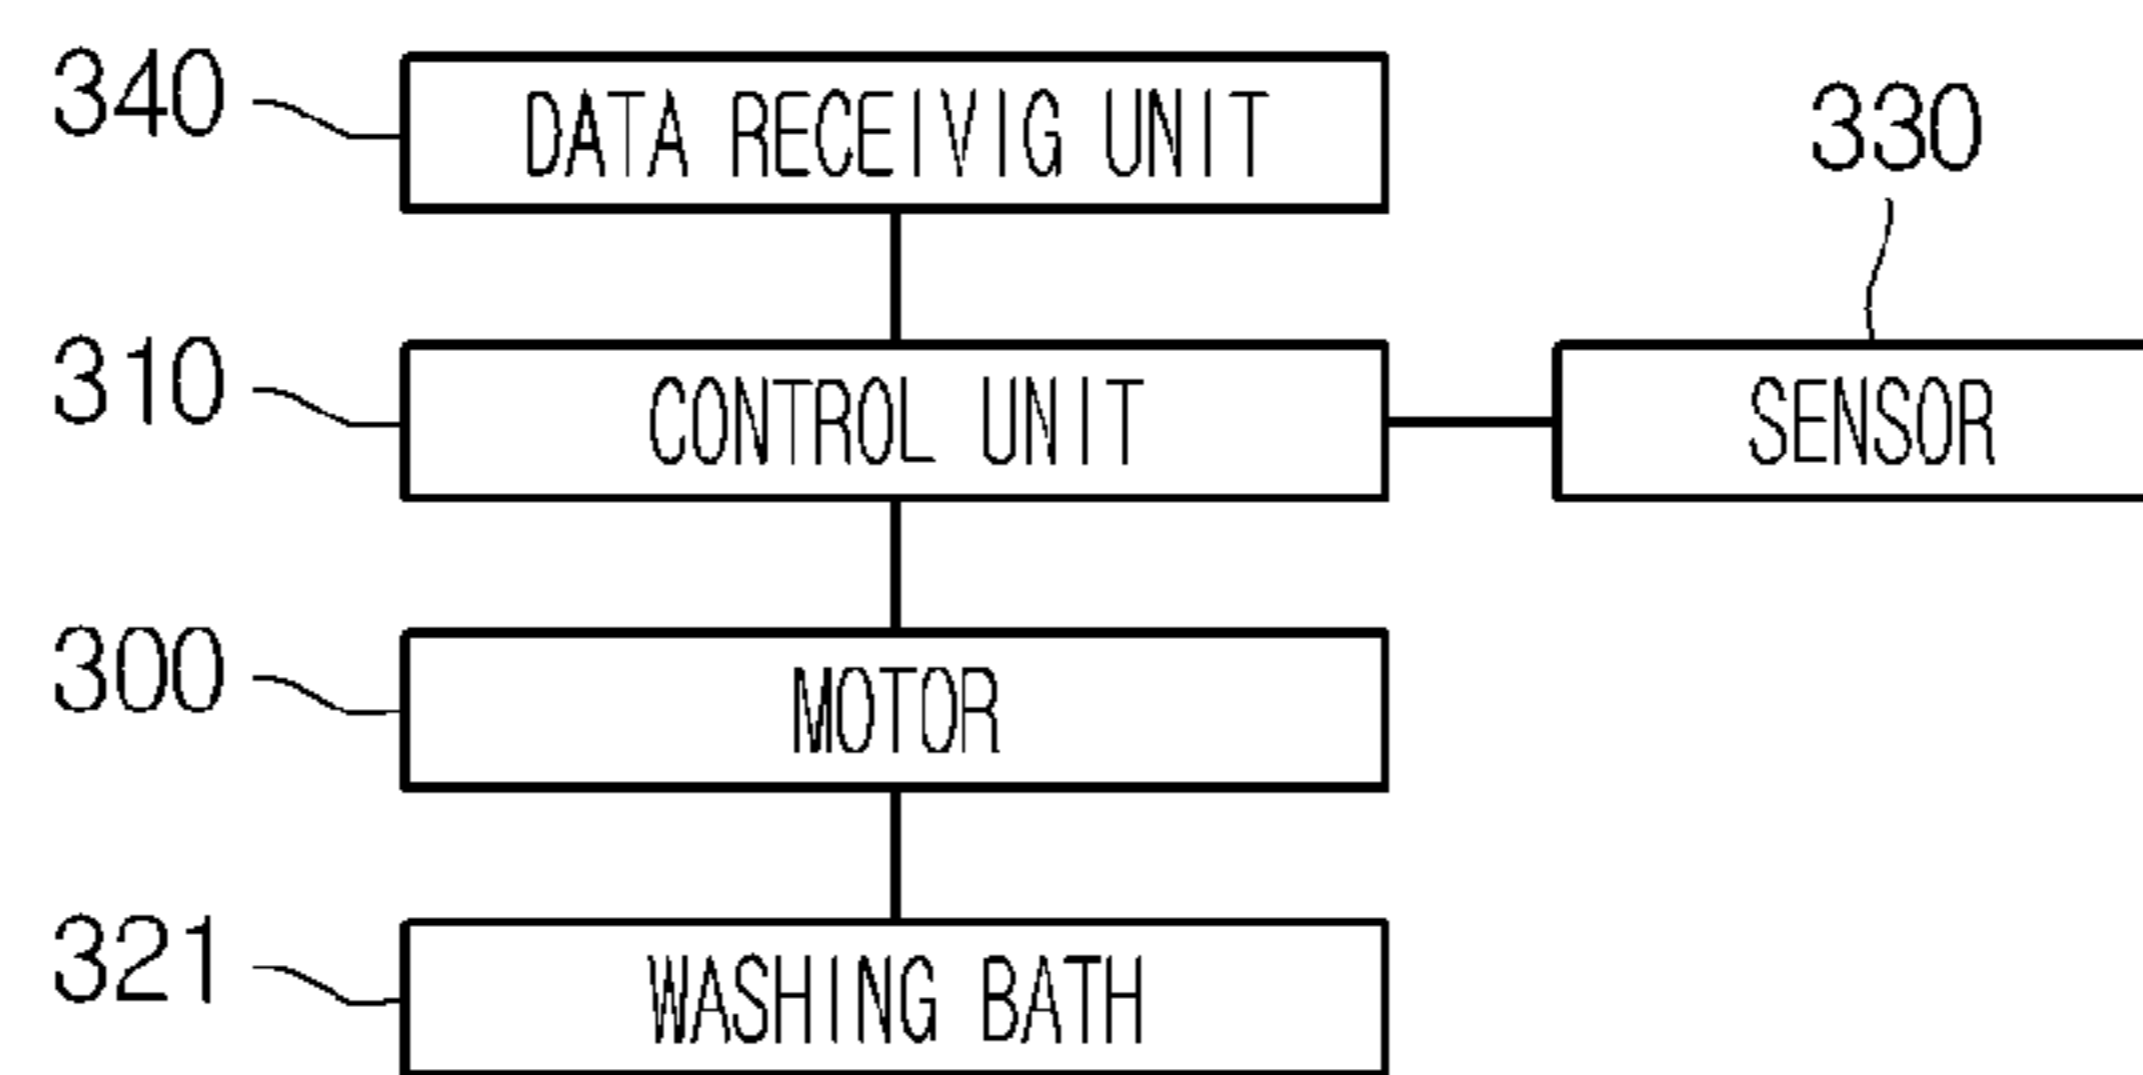 340 DATA RECEIVIG UNIT
330
310 CONTROL UNIT SENSOR
300 MOTOR
321 WASHING BATH